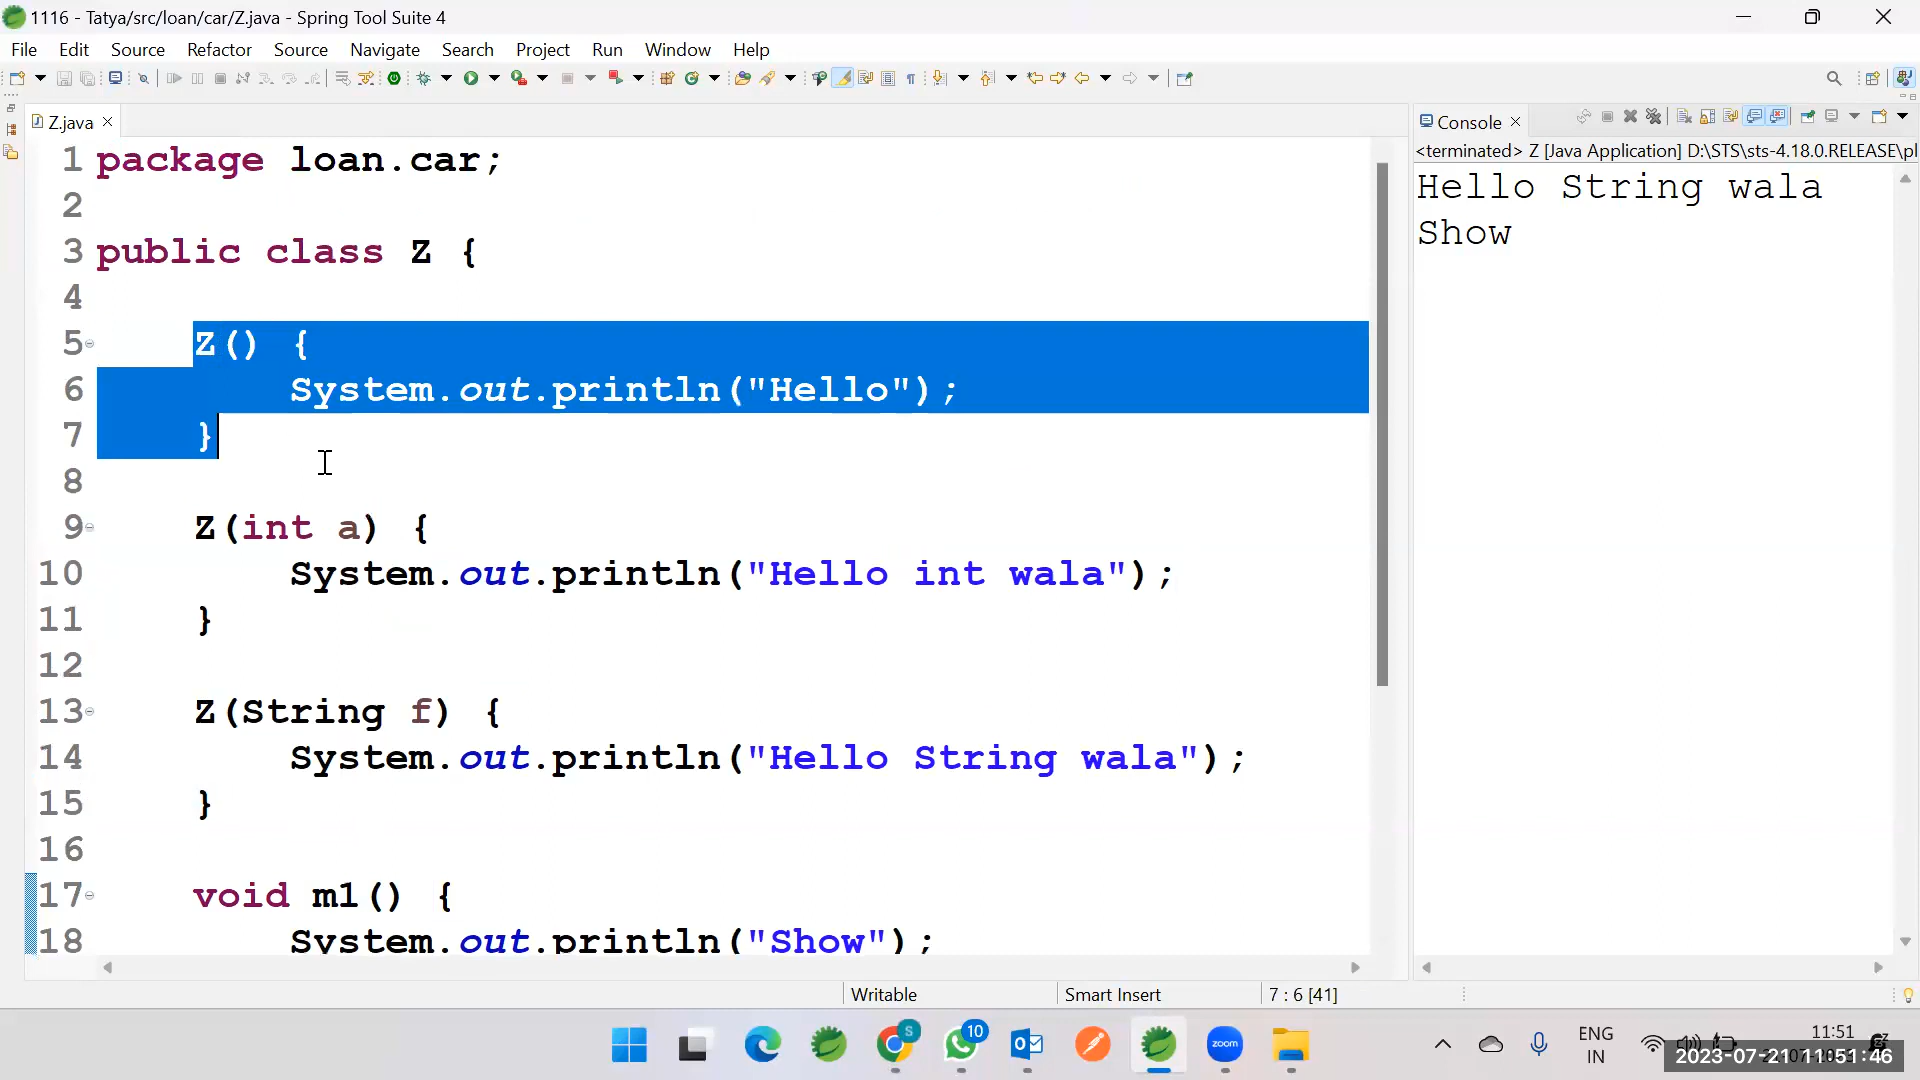 1116 - Tatya/src/loan/car/Z.java - Spring Tool Suite 4
File Edit Source Refactor Source Navigate Search Project Run Window Help
Z.java
1 package loan.car;
2
3 public class Z {
4
5 Z() {
6 System.out.println("Hello");
7 }
8
9 Z(int a) {
10 System.out.println("Hello int wala");
11 }
12
13 Z(String f) {
14 System.out.println("Hello String wala");
15 }
16
17 void m1() {
18 System.out.println("Show");
Console
<terminated> Z [Java Application] D:\STS\sts-4.18.0.RELEASE\pl
Hello String wala
Show
Writable Smart Insert 7 : 6 [41]
S
10
zoom
ENG
IN
11:51
2023-07-21 11:51:46